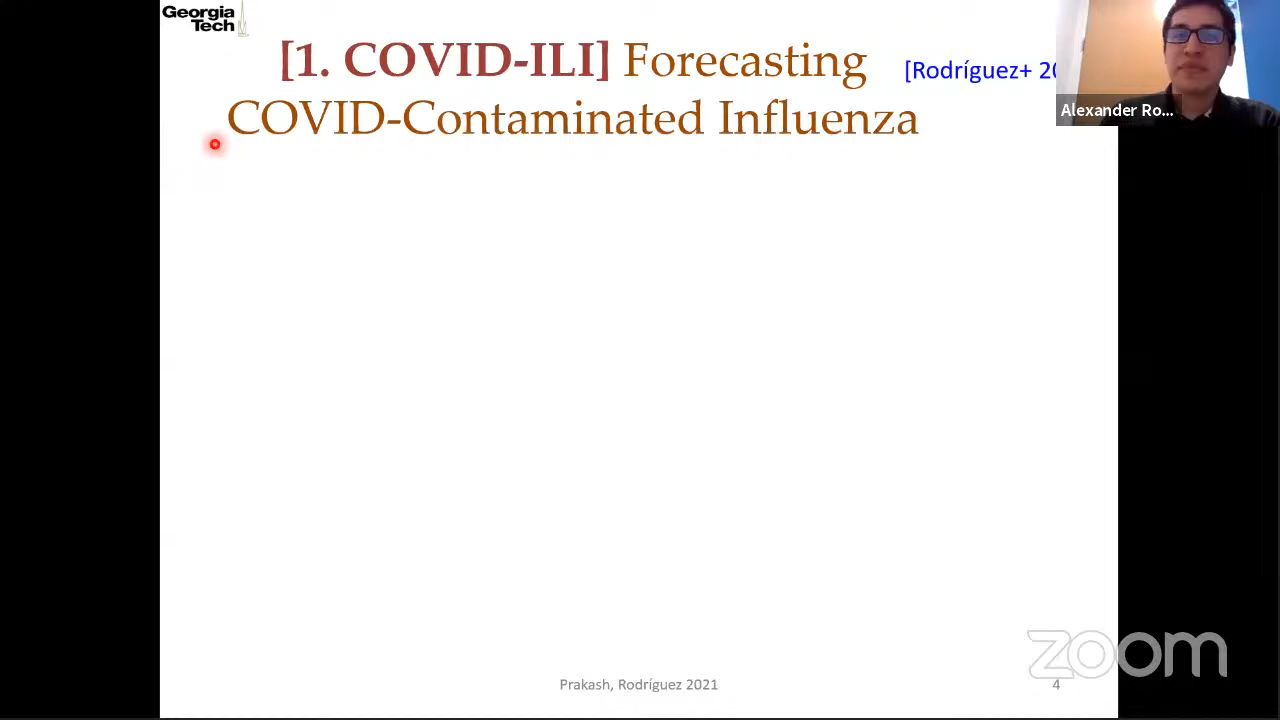 Georgia
Tech
[1. COVID-ILI] Forecasting
COVID-Contaminated Influenza
[Rodríguez+ 20
Alexander Ro...
Prakash, Rodríguez 2021
4
zoom